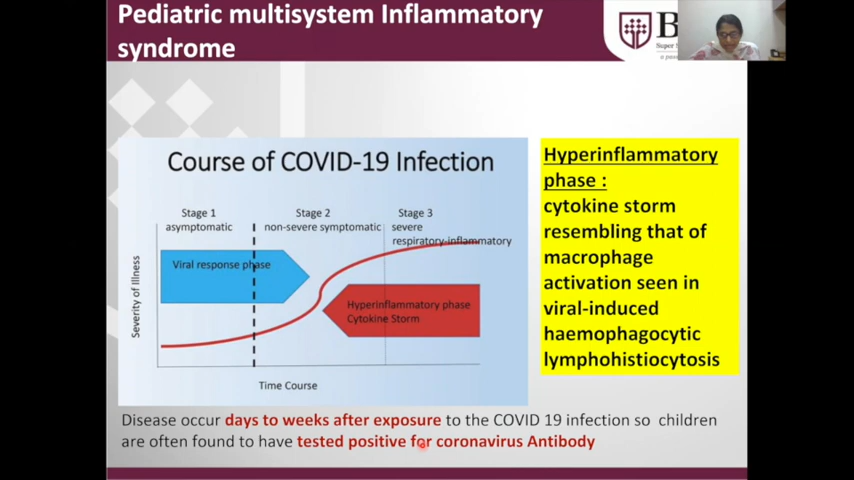 Pediatric multisystem Inflammatory
syndrome
B
Super S
a pas
Course of COVID-19 Infection
Stage 1
asymptomatic
Stage 2
non-severe symptomatic
Stage 3
severe
respiratory-inflammatory
Viral response phase
Hyperinflammatory phase
Cytokine Storm
Severity of Illness
Time Course
Hyperinflammatory
phase :
cytokine storm
resembling that of
macrophage
activation seen in
viral-induced
haemophagocytic
lymphohistiocytosis
Disease occur days to weeks after exposure to the COVID 19 infection so children
are often found to have tested positive for coronavirus Antibody